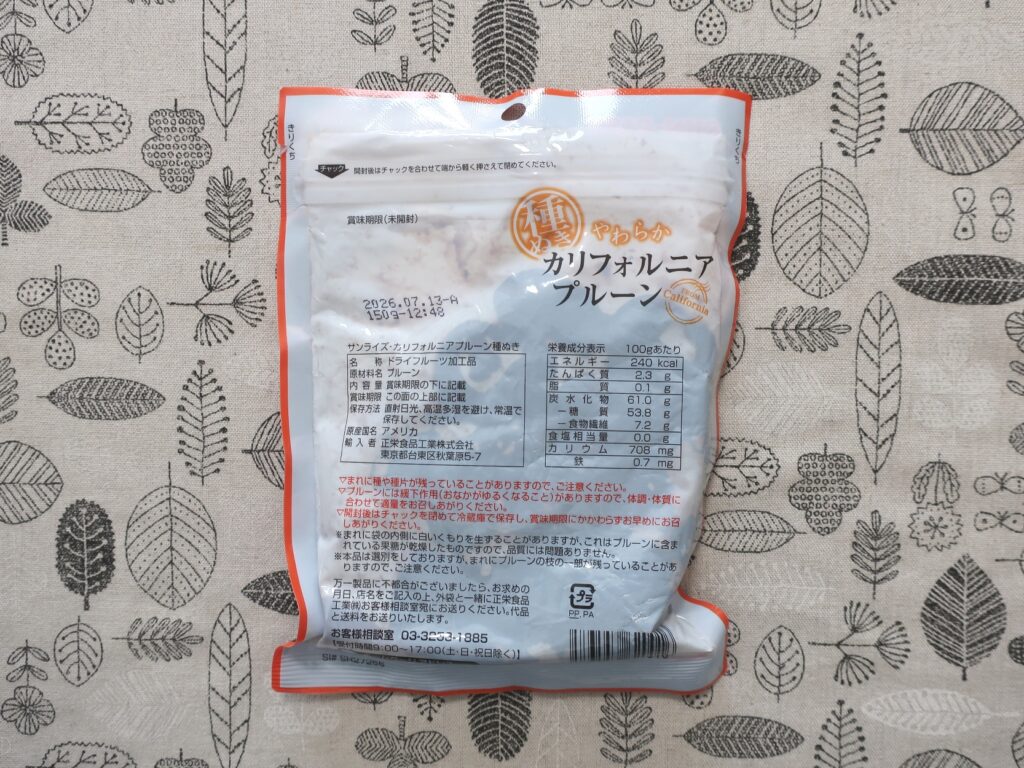 きりくち
きりくち
チャック 開封後はチャックを合わせて端から軽く押さえて閉めてください。
賞味期限(未開封)
種ぬき
やわらか
カリフォルニア
プルーン
FROM California
2026.07.13-A
150g-12:48
サンライズ・カリフォルニアプルーン種ぬき
名 称 ドライフルーツ加工品
原材料名 プルーン
内容量 賞味期限の下に記載
賞味期限 この面の上部に記載
保存方法 直射日光、高温多湿を避け、常温で
保存してください。
原産国名 アメリカ
輸入者 正栄食品工業株式会社
東京都台東区秋葉原5-7
栄養成分表示 100gあたり
エネルギー 240 kcal
たんぱく質 2.3 g
脂質 0.1 g
炭水化物 61.0 g
-糖質 53.8 g
-食物繊維 7.2 g
食塩相当量 0.0 g
カリウム 708 mg
鉄 0.7 mg
▽まれに種や種片が残っていることがありますので、ご注意ください。
▽プルーンには緩下作用(おなかがゆるくなること)がありますので、体調・体質に
合わせて適量をお召しあがりください。
▽開封後はチャックを閉めて冷蔵庫で保存し、賞味期限にかかわらずお早めにお召
しあがりください。
※まれに袋の内側に白いくもりを生ずることがありますが、これはプルーンに含ま
れている果糖が乾燥したものですので、品質には問題ありません。
※本品は選別をしておりますが、まれにプルーンの枝の一部が残っていることがあ
りますので、ご注意ください。
万一製品に不都合がございましたら、お求めの
月日、店名をご記入の上、外袋と一緒に正栄食品
工業㈱お客様相談室宛にお送りください。代品
と送料をお送りいたします。
お客様相談室 03-3253-1885
【受付時間9:00~17:00(土・日・祝日除く)】
プラ
PP, PA